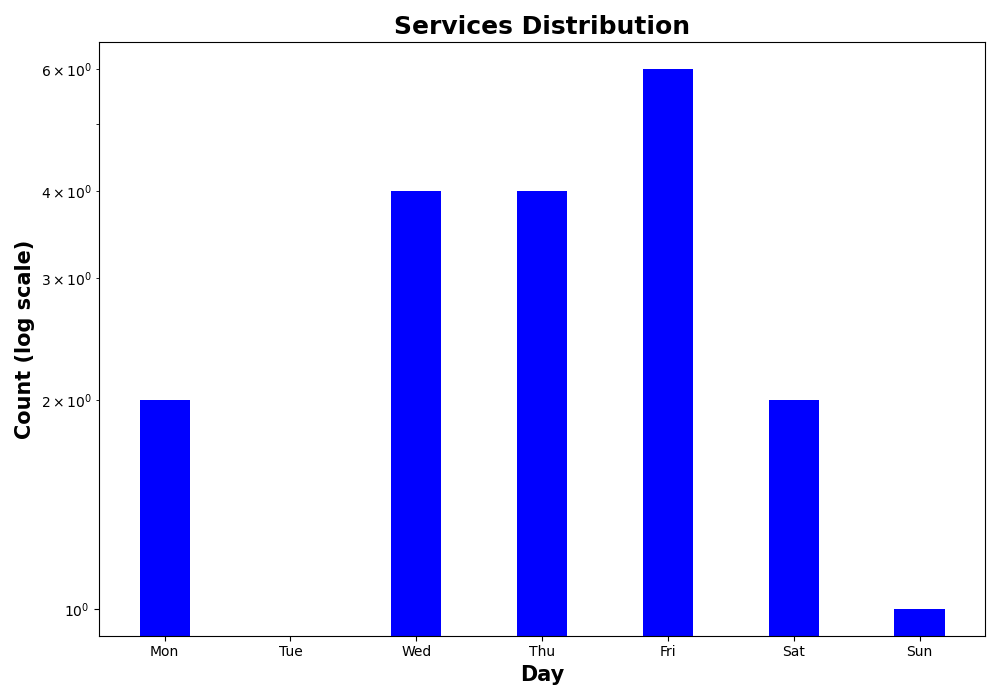 Services Distribution
Count (log scale)
6 × 10⁰
4 × 10⁰
3 × 10⁰
2 × 10⁰
10⁰
Mon Tue Wed Thu Fri Sat Sun
Day